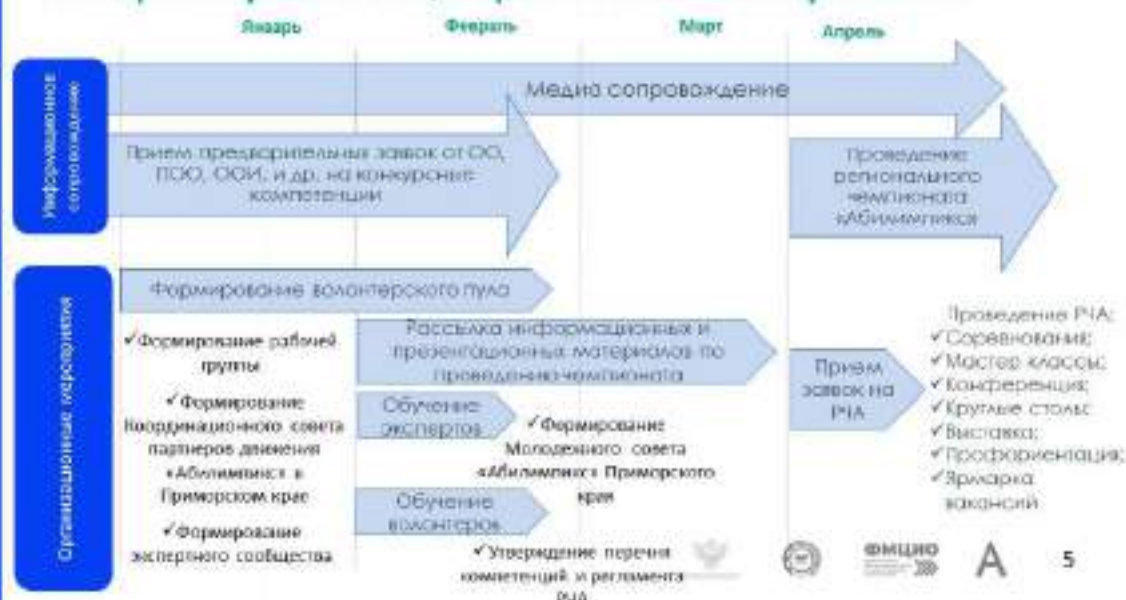 Январь
Февраль
Март
Апрель
Информационное
сопровождение
Медиа сопровождение
Прием предварительных заявок от ОО,
ПОО, ООИ, и др. на конкурсные
компетенции
Проведение
регионального
чемпионата
«Абилимпикс»
Организационные мероприятия
Формирование волонтерского пула
✓Формирование рабочей
группы
✓Формирование
Координационного совета
партнеров движения
«Абилимпикс» в
Приморском крае
✓Формирование
экспертного сообщества
Рассылка информационных и
презентационных материалов по
проведению чемпионата
Обучение
экспертов
✓Формирование
Молодежного совета
«Абилимпикс» Приморского
края
Обучение
волонтеров
✓Утверждение перечня
компетенций и регламента
РЧА
Прием
заявок на
РЧА
Проведение РЧА:
✓Соревнования;
✓Мастер классы;
✓Конференция;
✓Круглые столы;
✓Выставка;
✓Профориентация;
✓Ярмарка
вакансий
ФМЦИО
А
5